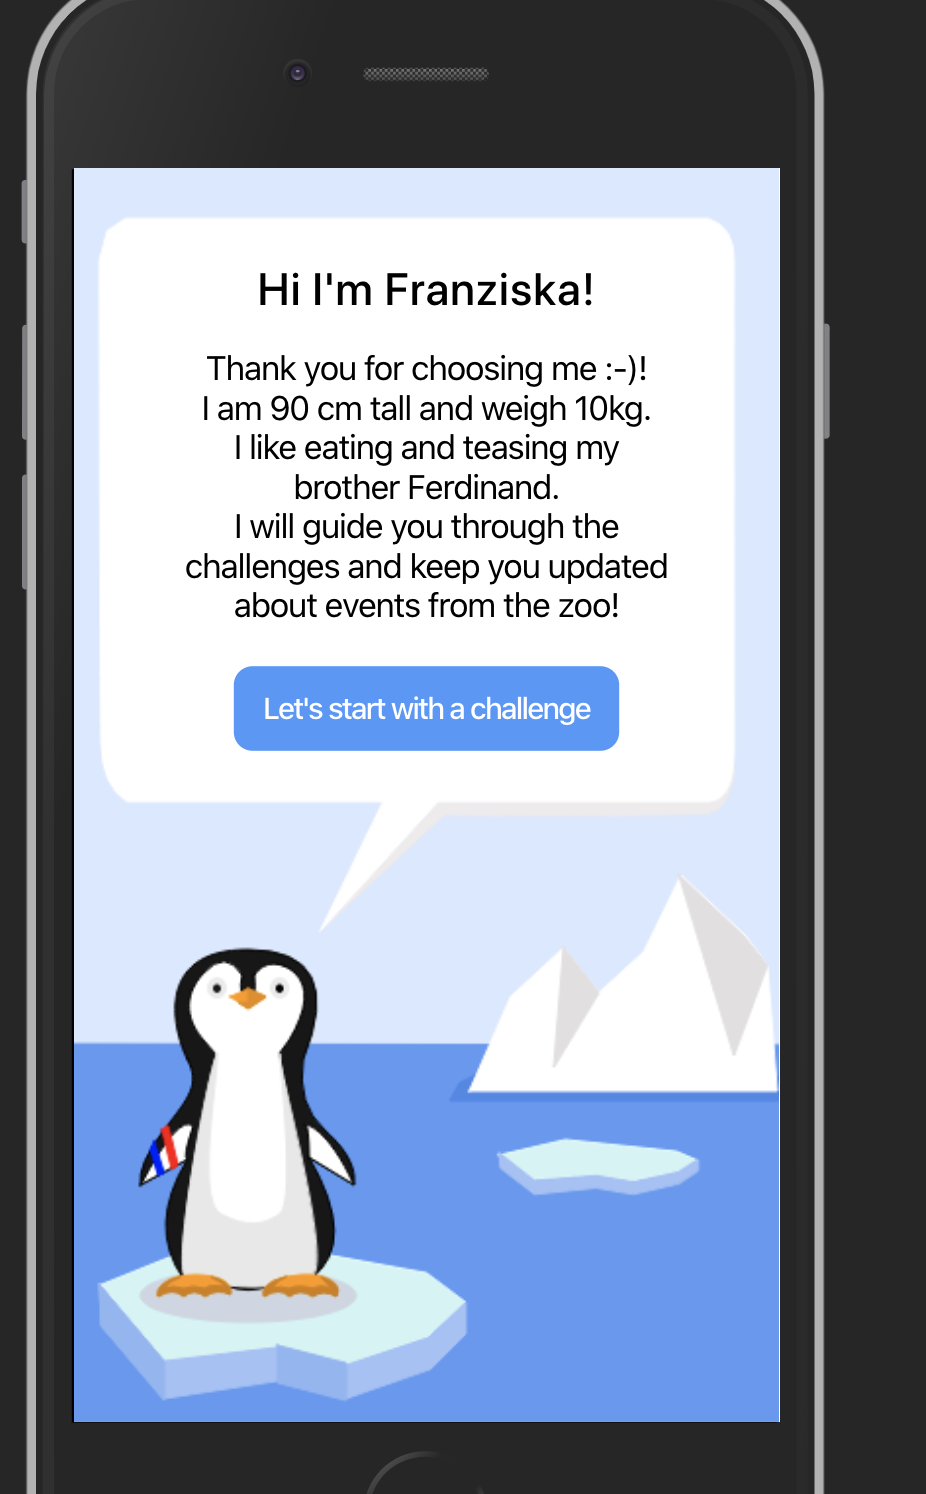 Hi I'm Franziska!
Thank you for choosing me :-)!
I am 90 cm tall and weigh 10kg.
I like eating and teasing my
brother Ferdinand.
I will guide you through the
challenges and keep you updated
about events from the zoo!
Let's start with a challenge